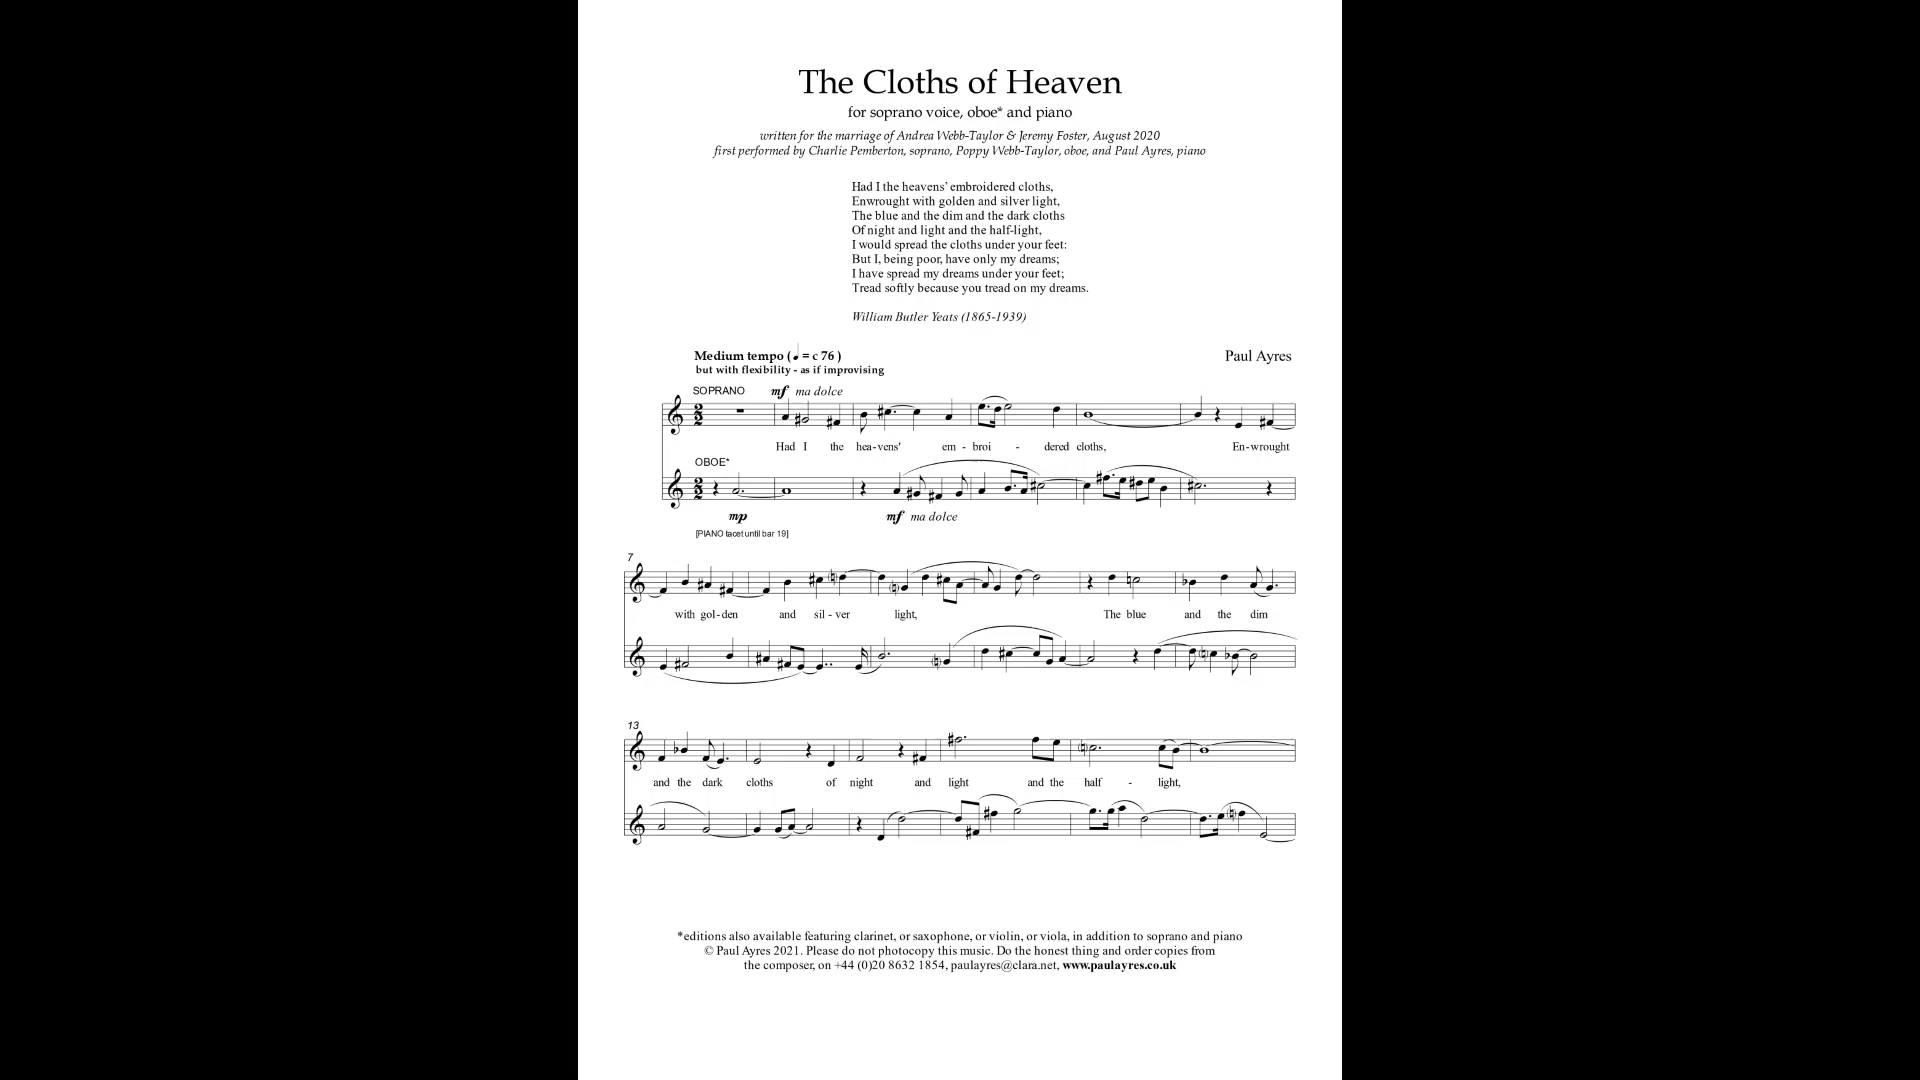 The Cloths of Heaven
for soprano voice, oboe* and piano
written for the marriage of Andrea Webb-Taylor & Jeremy Foster, August 2020
first performed by Charlie Pemberton, soprano, Poppy Webb-Taylor, oboe, and Paul Ayres, piano
Had I the heavens' embroidered cloths,
Enwrought with golden and silver light,
The blue and the dim and the dark cloths
Of night and light and the half-light,
I would spread the cloths under your feet:
But I, being poor, have only my dreams;
I have spread my dreams under your feet;
Tread softly because you tread on my dreams.
William Butler Yeats (1865-1939)
Medium tempo (♩ = c 76 )
Paul Ayres
but with flexibility - as if improvising
SOPRANO mf ma dolce
Had I the hea-vens' em - broi - dered cloths, En-wrought
OBOE*
mp mf ma dolce
[PIANO tacet until bar 19]
7
with gol-den and sil - ver light, The blue and the dim
13
and the dark cloths of night and light and the half - light,
*editions also available featuring clarinet, or saxophone, or violin, or viola, in addition to soprano and piano
© Paul Ayres 2021. Please do not photocopy this music. Do the honest thing and order copies from
the composer, on +44 (0)20 8632 1854, paulayres@clara.net, www.paulayres.co.uk